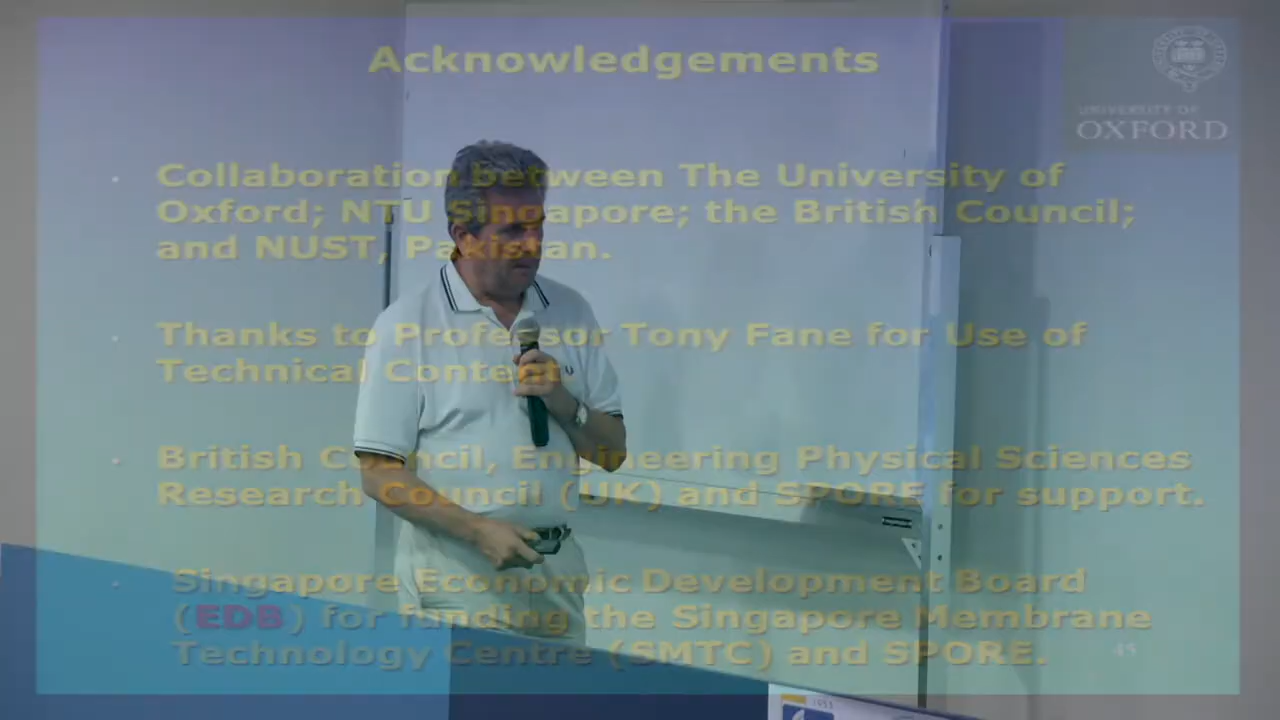 Acknowledgements
UNIVERSITY OF
OXFORD
Collaboration between The University of
Oxford; NTU Singapore; the British Council;
and NUST, Pakistan.
Thanks to Professor Tony Fane for Use of
Technical Content
British Council, Engineering Physical Sciences
Research Council (UK) and SPORE for support.
Singapore Economic Development Board
(EDB) for funding the Singapore Membrane
Technology Centre (SMTC) and SPORE.
45